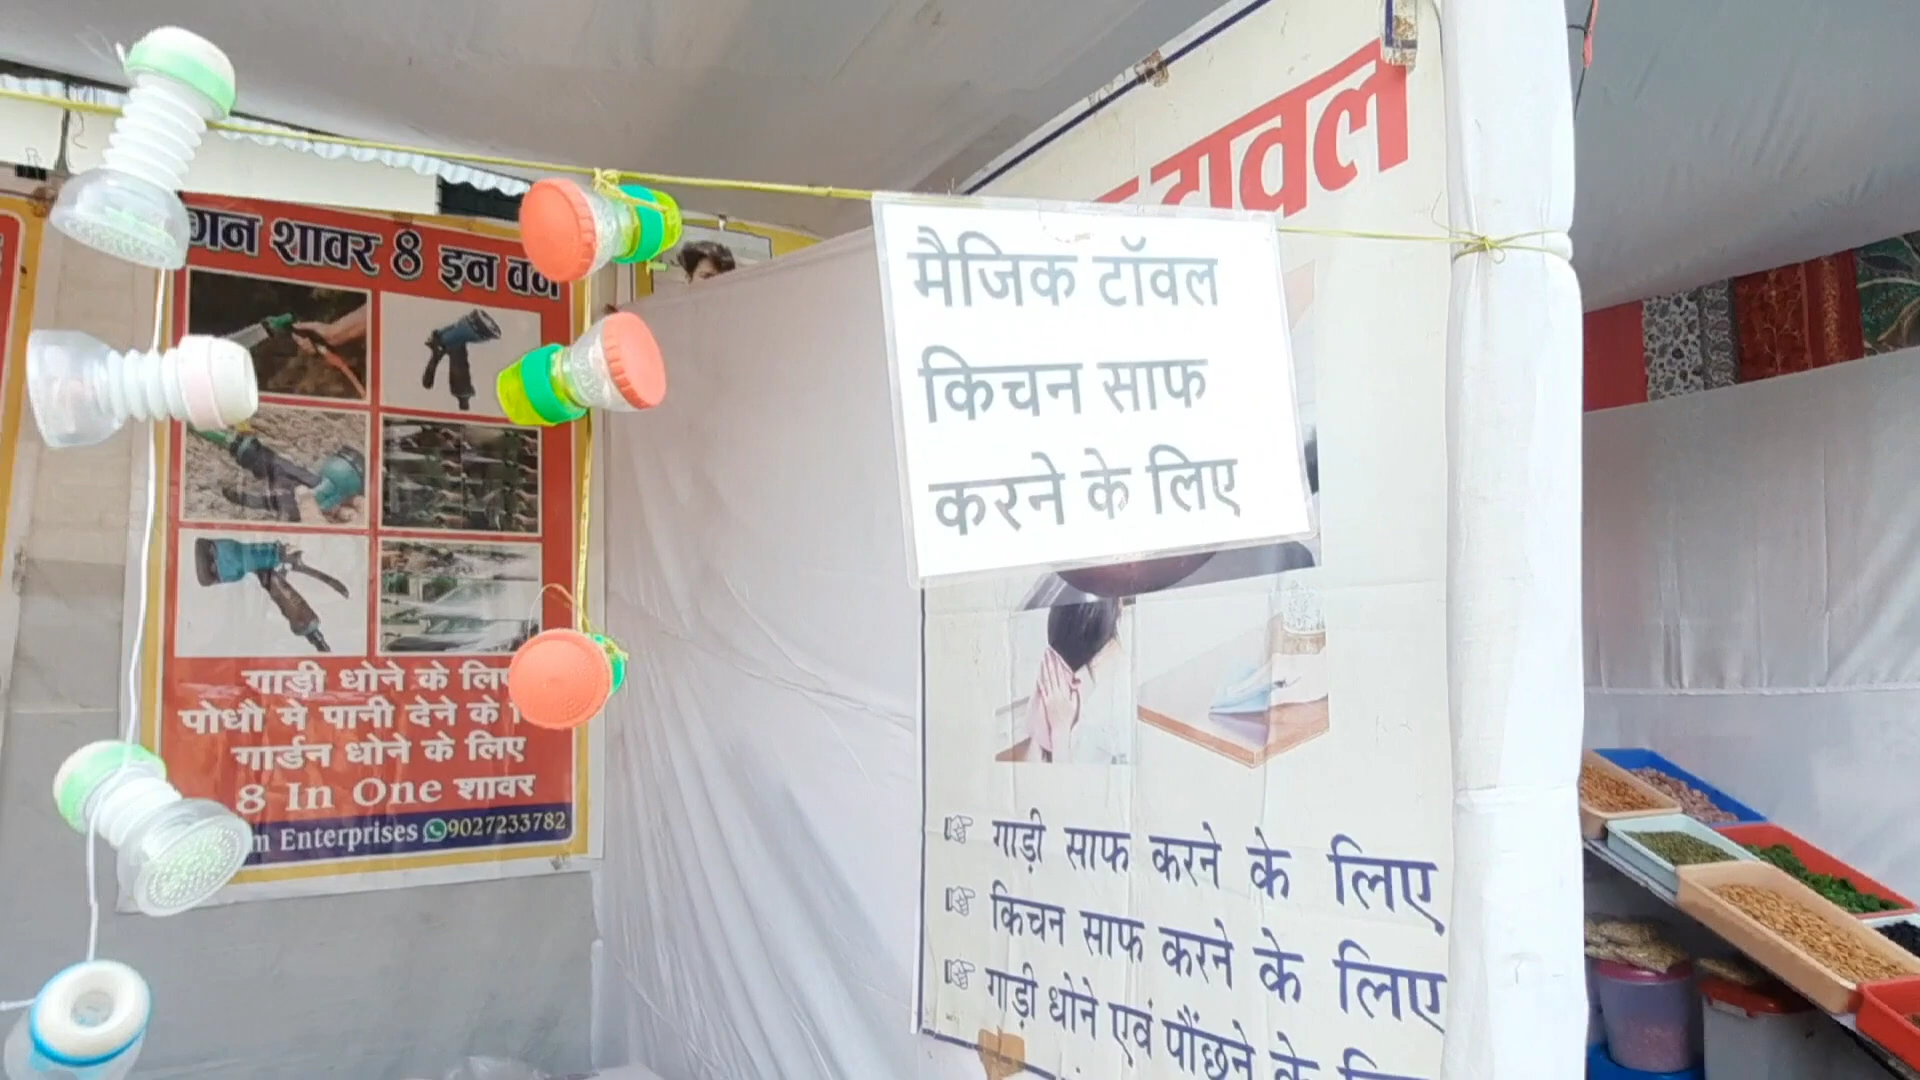 गन शावर 8 इन वन
गाड़ी धोने के लिए
पोधौ मे पानी देने के
गार्डन धोने के लिए
8 In One शावर
Enterprises 9027233782
टावल
मैजिक टॉवल
किचन साफ
करने के लिए
गाड़ी साफ करने के लिए
किचन साफ करने के लिए
गाड़ी धोने एवं पौंछने के लिए